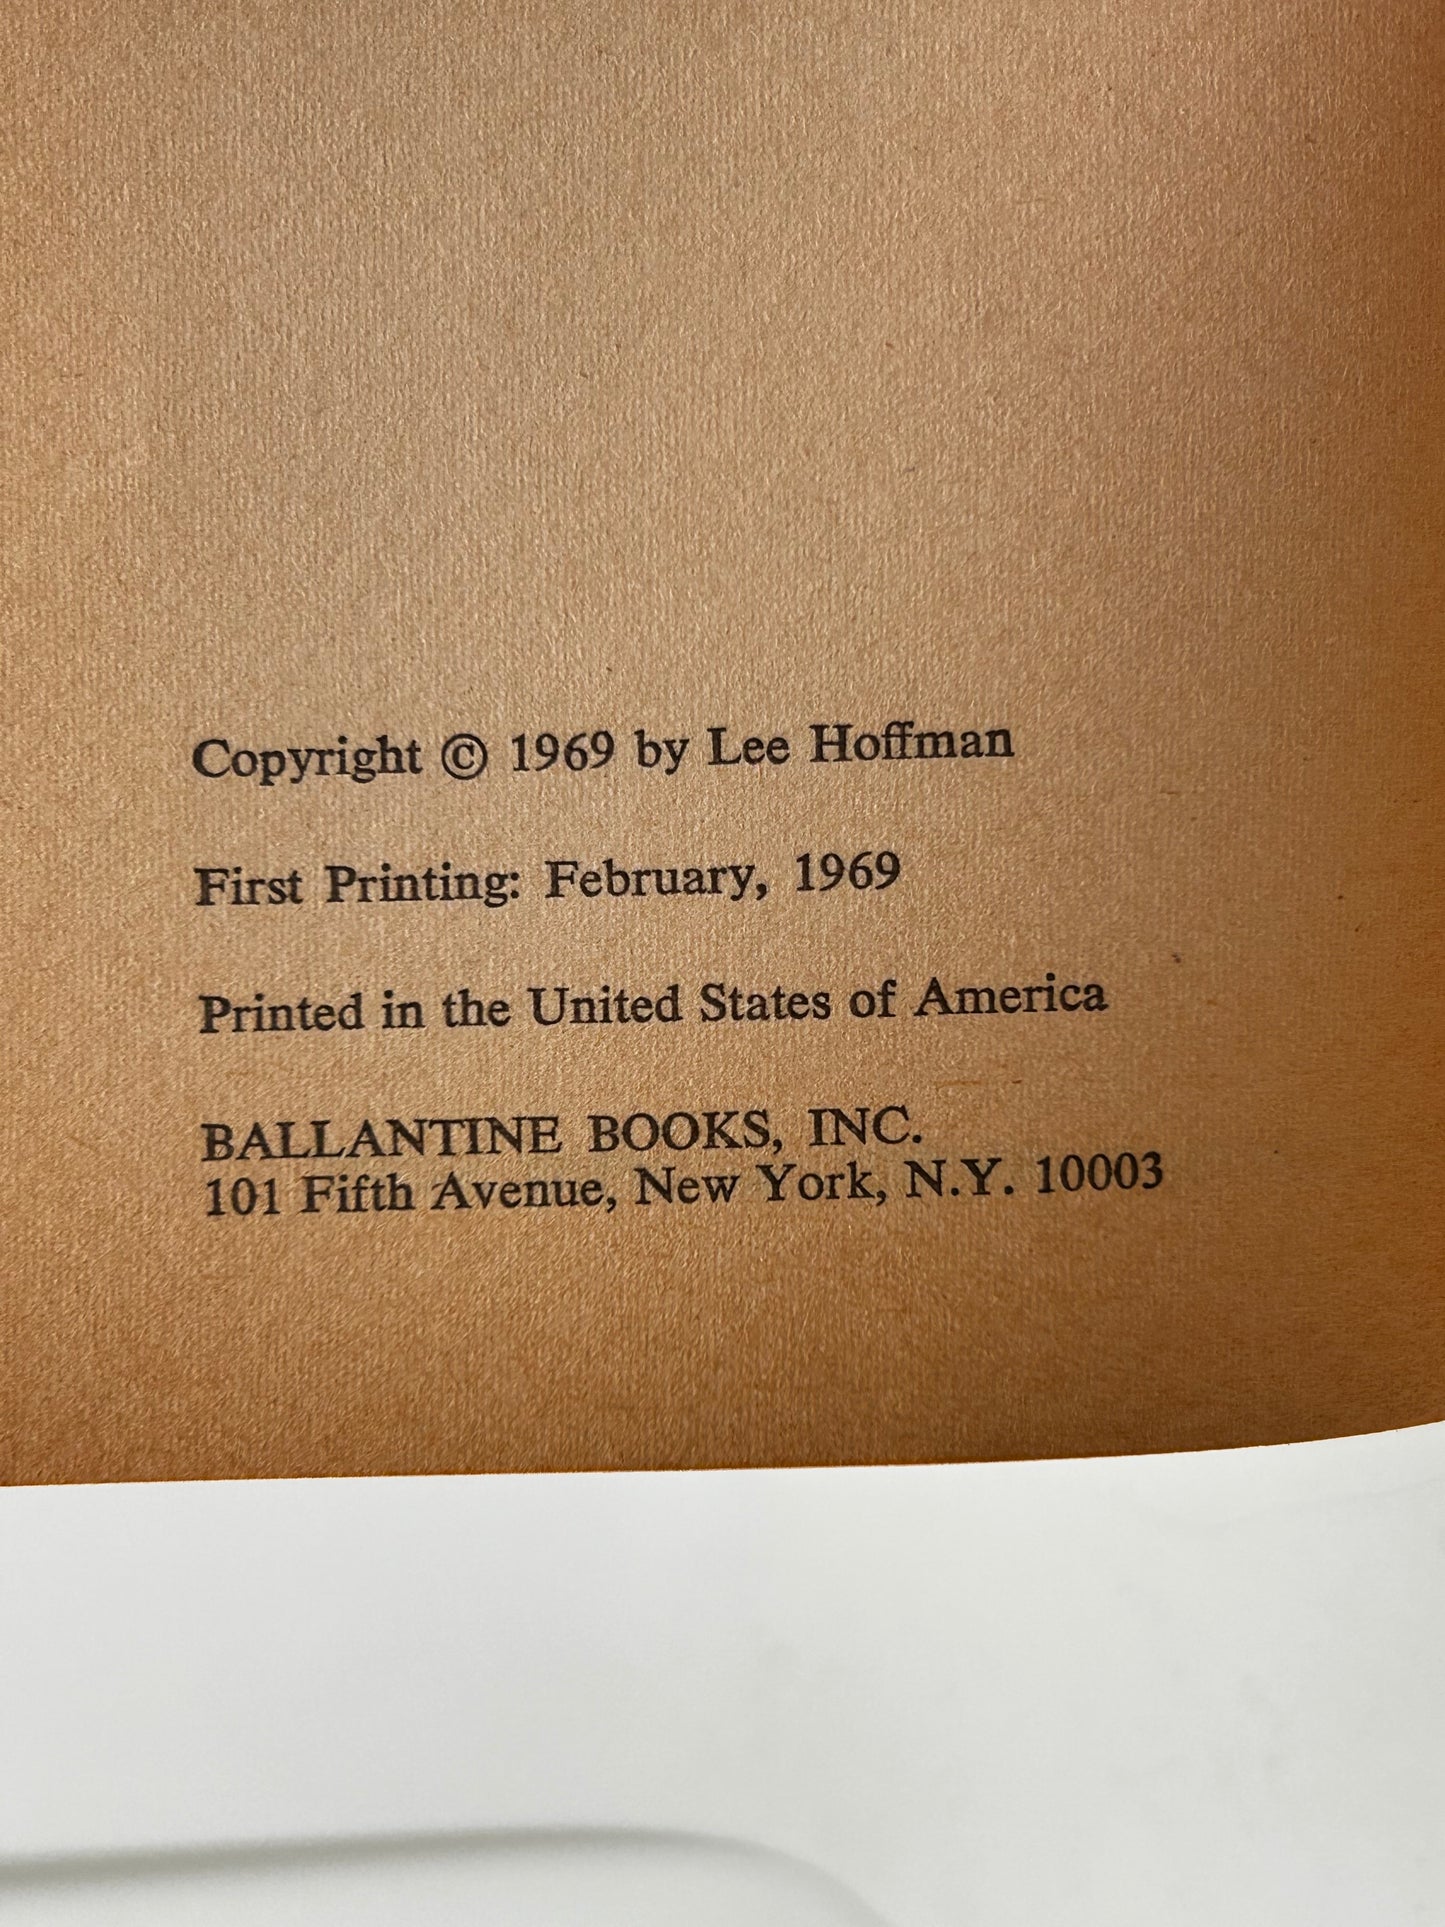 Copyright © 1969 by Lee Hoffman
First Printing: February, 1969
Printed in the United States of America
BALLANTINE BOOKS, INC.
101 Fifth Avenue, New York, N.Y. 10003